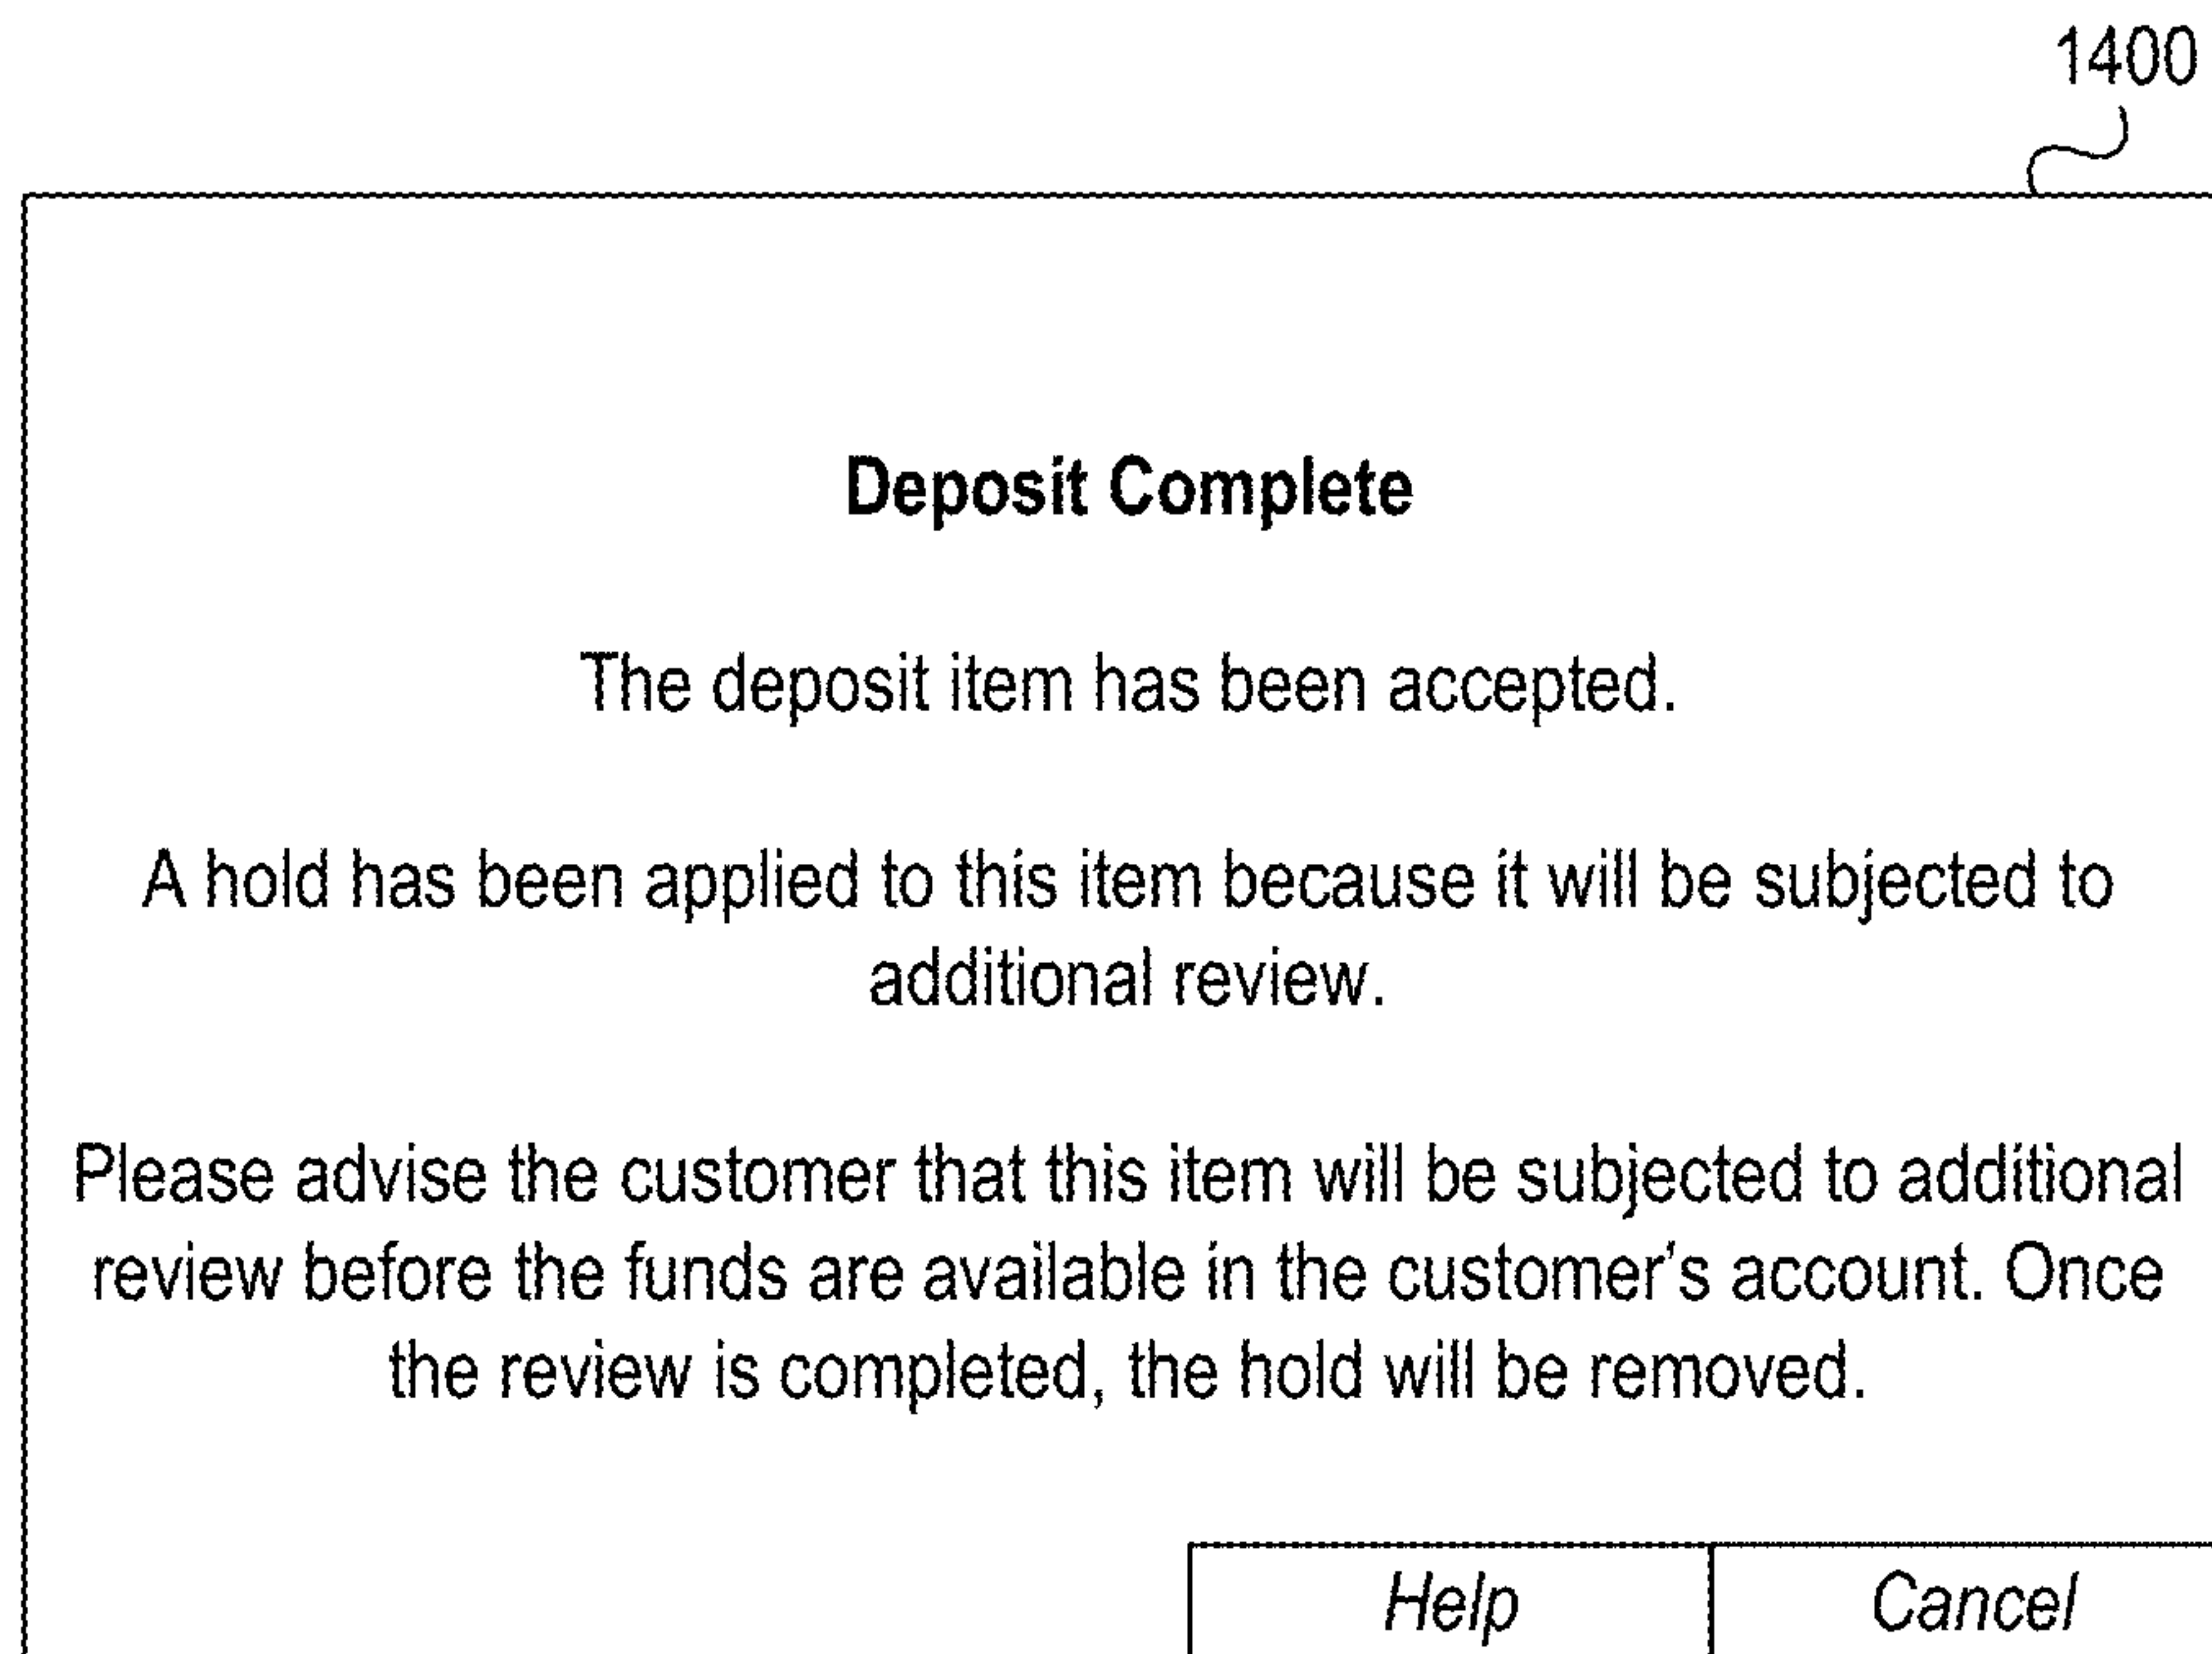 1400
Deposit Complete
The deposit item has been accepted.
A hold has been applied to this item because it will be subjected to
additional review.
Please advise the customer that this item will be subjected to additional
review before the funds are available in the customer's account. Once
the review is completed, the hold will be removed.
Help Cancel